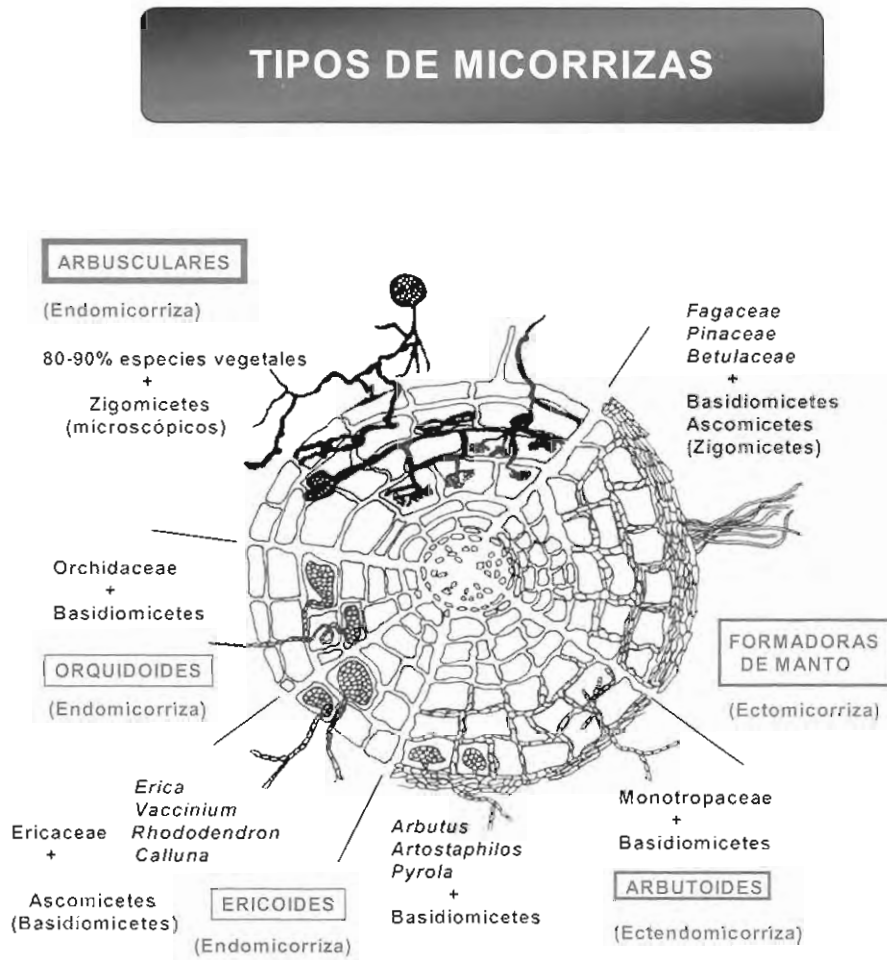 TIPOS DE MICORRIZAS
ARBUSCULARES
(Endomicorriza)
80-90% especies vegetales
+
Zigomicetes
(microscópicos)
Fagaceae
Pinaceae
Betulaceae
+
Basidiomicetes
Ascomicetes
(Zigomicetes)
FORMADORAS
DE MANTO
(Ectomicorriza)
Orchidaceae
+
Basidiomicetes
ORQUIDOIDES
(Endomicorriza)
Erica
Vaccinium
Rhododendron
Calluna
Ericaceae
+
Ascomicetes
(Basidiomicetes)
ERICOIDES
(Endomicorriza)
Arbutus
Artostaphilos
Pyrola
+
Basidiomicetes
Monotropaceae
+
Basidiomicetes
ARBUTOIDES
(Ectendomicorriza)